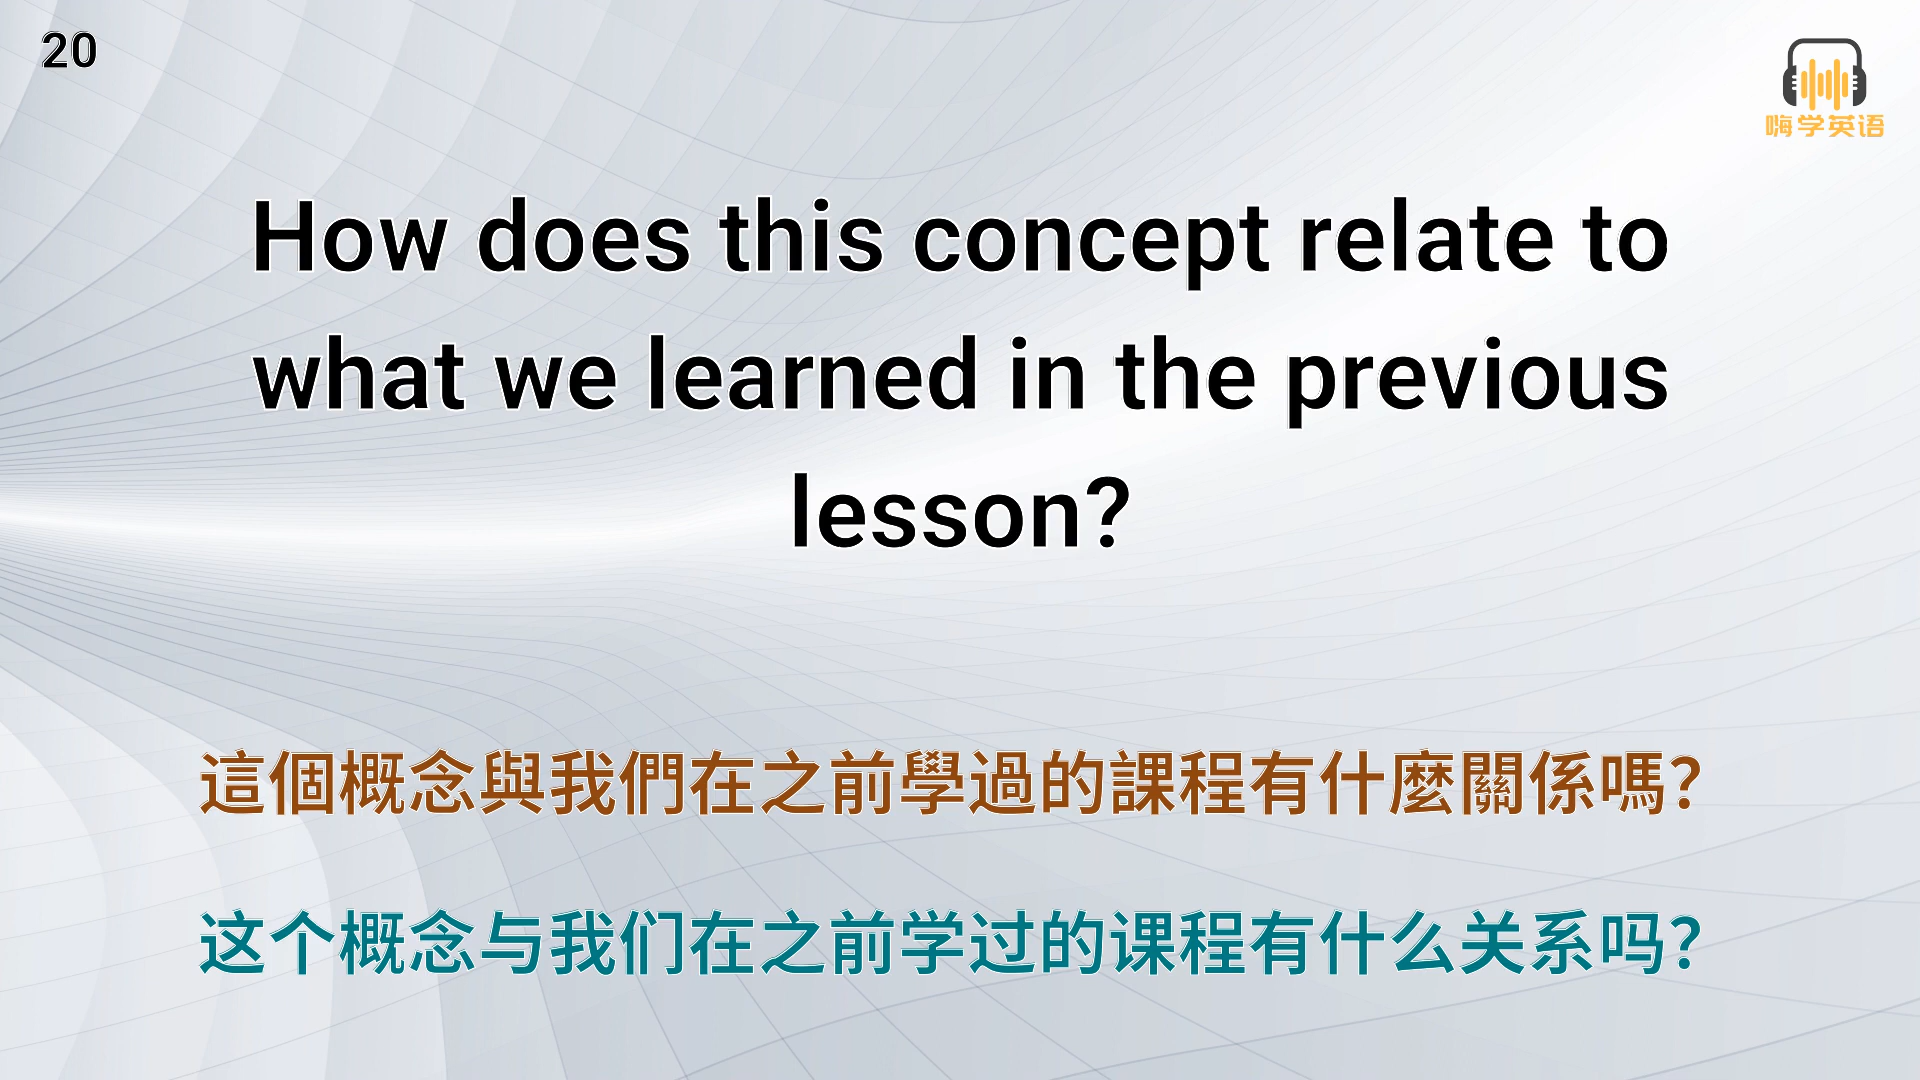 20
嗨学英语
How does this concept relate to
what we learned in the previous
lesson?
這個概念與我們在之前學過的課程有什麼關係嗎？
这个概念与我们在之前学过的课程有什么关系吗？